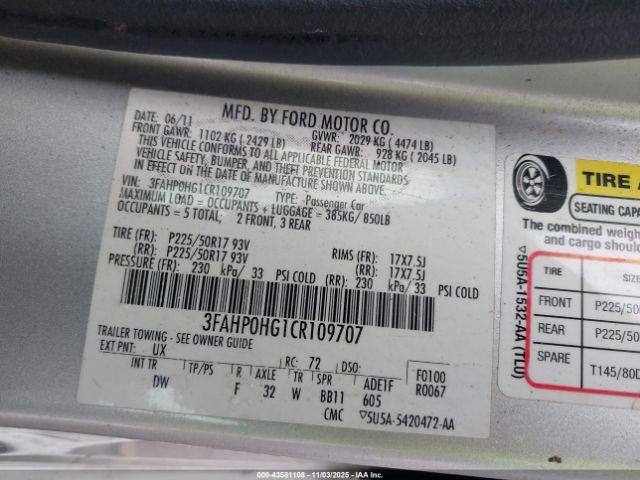 MFD. BY FORD MOTOR CO.
DATE: 06/11 GVWR: 2029 KG ( 4474 LB)
FRONT GAWR: 1102 KG ( 2429 LB) REAR GAWR: 928 KG ( 2045 LB)
THIS VEHICLE CONFORMS TO ALL APPLICABLE FEDERAL MOTOR
VEHICLE SAFETY, BUMPER, AND THEFT PREVENTION STANDARDS
IN EFFECT ON THE DATE OF MANUFACTURE SHOWN ABOVE.
VIN: 3FAHP0HG1CR109707 TYPE: Passenger Car
MAXIMUM LOAD = OCCUPANTS + LUGGAGE = 385KG/ 850LB
OCCUPANTS = 5 TOTAL; 2 FRONT, 3 REAR
TIRE (FR): P225/50R17 93V RIMS (FR): 17X7.5J
(RR): P225/50R17 93V (RR): 17X7.5J
PRESSURE (FR): 230 kPa/ 33 PSI COLD
(RR): 230 kPa/ 33 PSI COLD
3FAHP0HG1CR109707
TRAILER TOWING - SEE OWNER GUIDE
EXT PNT: UX RC: 72 DSO: F0100
INT TR TP/PS R AXLE TR SPR ADE1F R0067
DW F 32 W BB11 605
CMC ▽5U5A-5420472-AA
TIRE A
SEATING CAPA
The combined weigh
and cargo shoul
▽5U5A-1532-AA (TLU)
TIRE SIZE
FRONT P225/50
REAR P225/50
SPARE T145/80D
000-43581108 - 11/03/2025 - IAAI.com